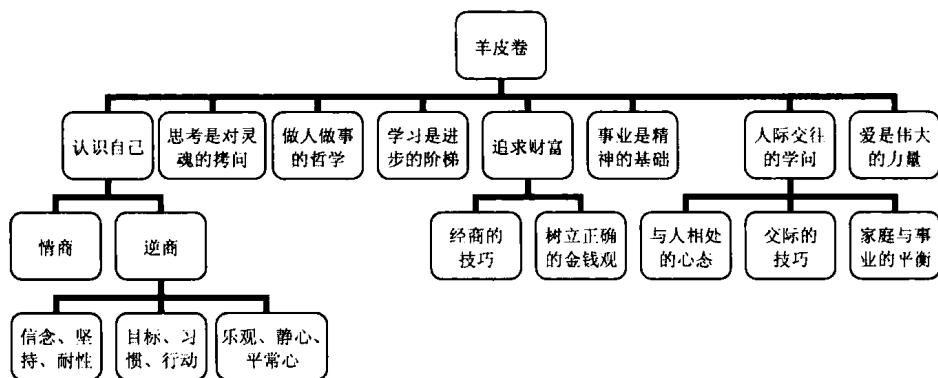 羊皮卷
认识自己
思考是对灵
魂的拷问
做人做事
的哲学
学习是进
步的阶梯
追求财富
事业是精
神的基础
人际交往
的学问
爱是伟大
的力量
情商
逆商
经商的
技巧
树立正确
的金钱观
与人相处
的心态
交际的
技巧
家庭与事
业的平衡
信念、坚
持、耐性
目标、习
惯、行动
乐观、静心、
平常心